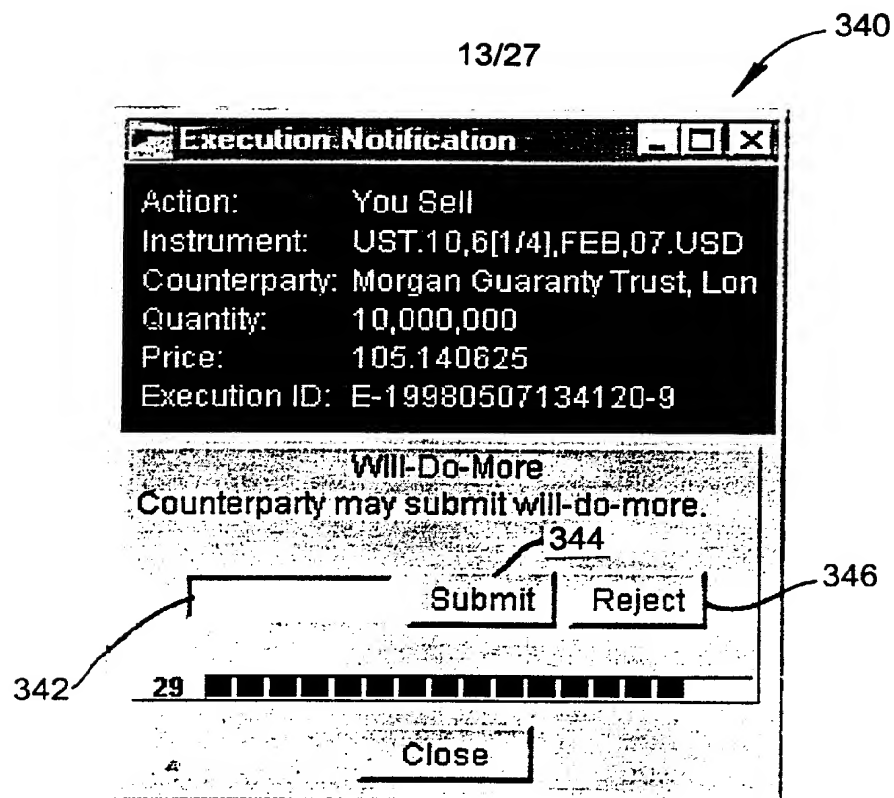 340
13/27
Execution Notification
Action: You Sell
Instrument: UST.10,6[1/4],FEB,07.USD
Counterparty: Morgan Guaranty Trust, Lon
Quantity: 10,000,000
Price: 105.140625
Execution ID: E-19980507134120-9
Will-Do-More
Counterparty may submit will-do-more.
344
Submit Reject 346
342 29
Close